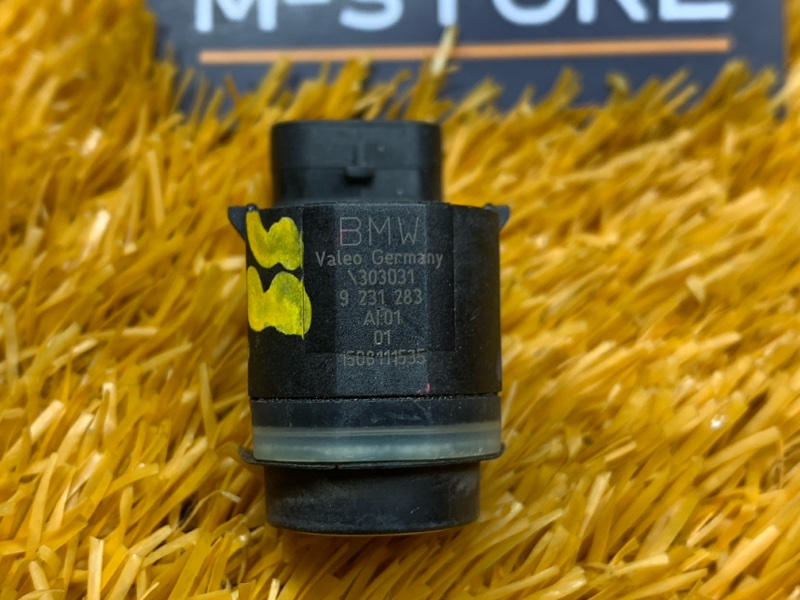 M-STORE
BMW
Valeo Germany
\303031
9 231 283
AI:01
01
1508111535